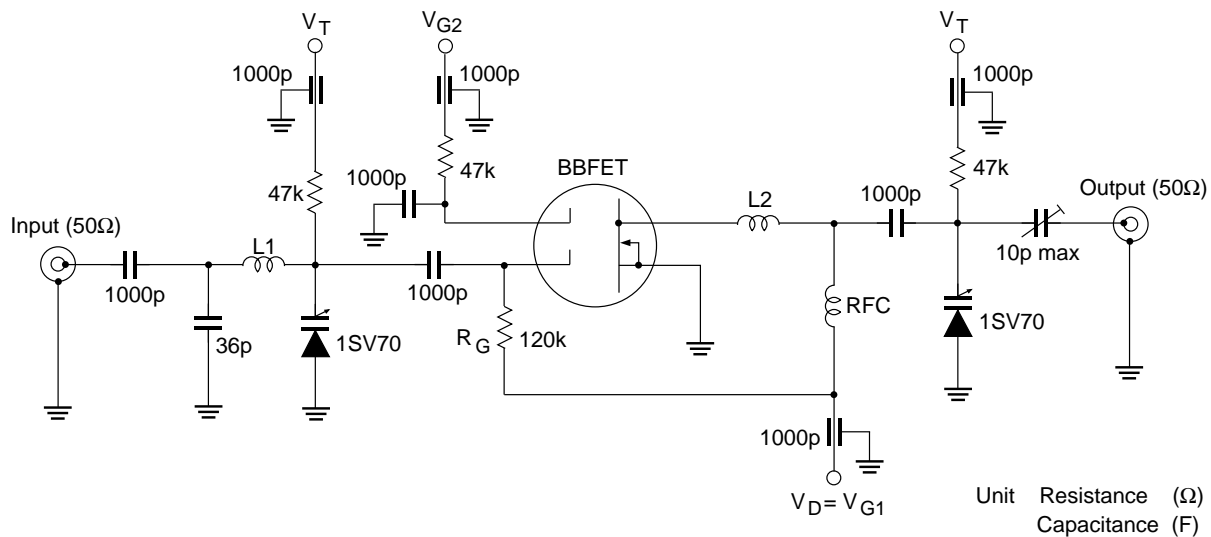 V_T
V_G2
V_T
1000p
1000p
1000p
47k
47k
47k
1000p
BBFET
L2
1000p
Input (50Ω)
Output (50Ω)
L1
1000p
1000p
10p max
36p
1SV70
R_G
120k
RFC
1SV70
1000p
V_D = V_G1
Unit Resistance (Ω)
Capacitance (F)